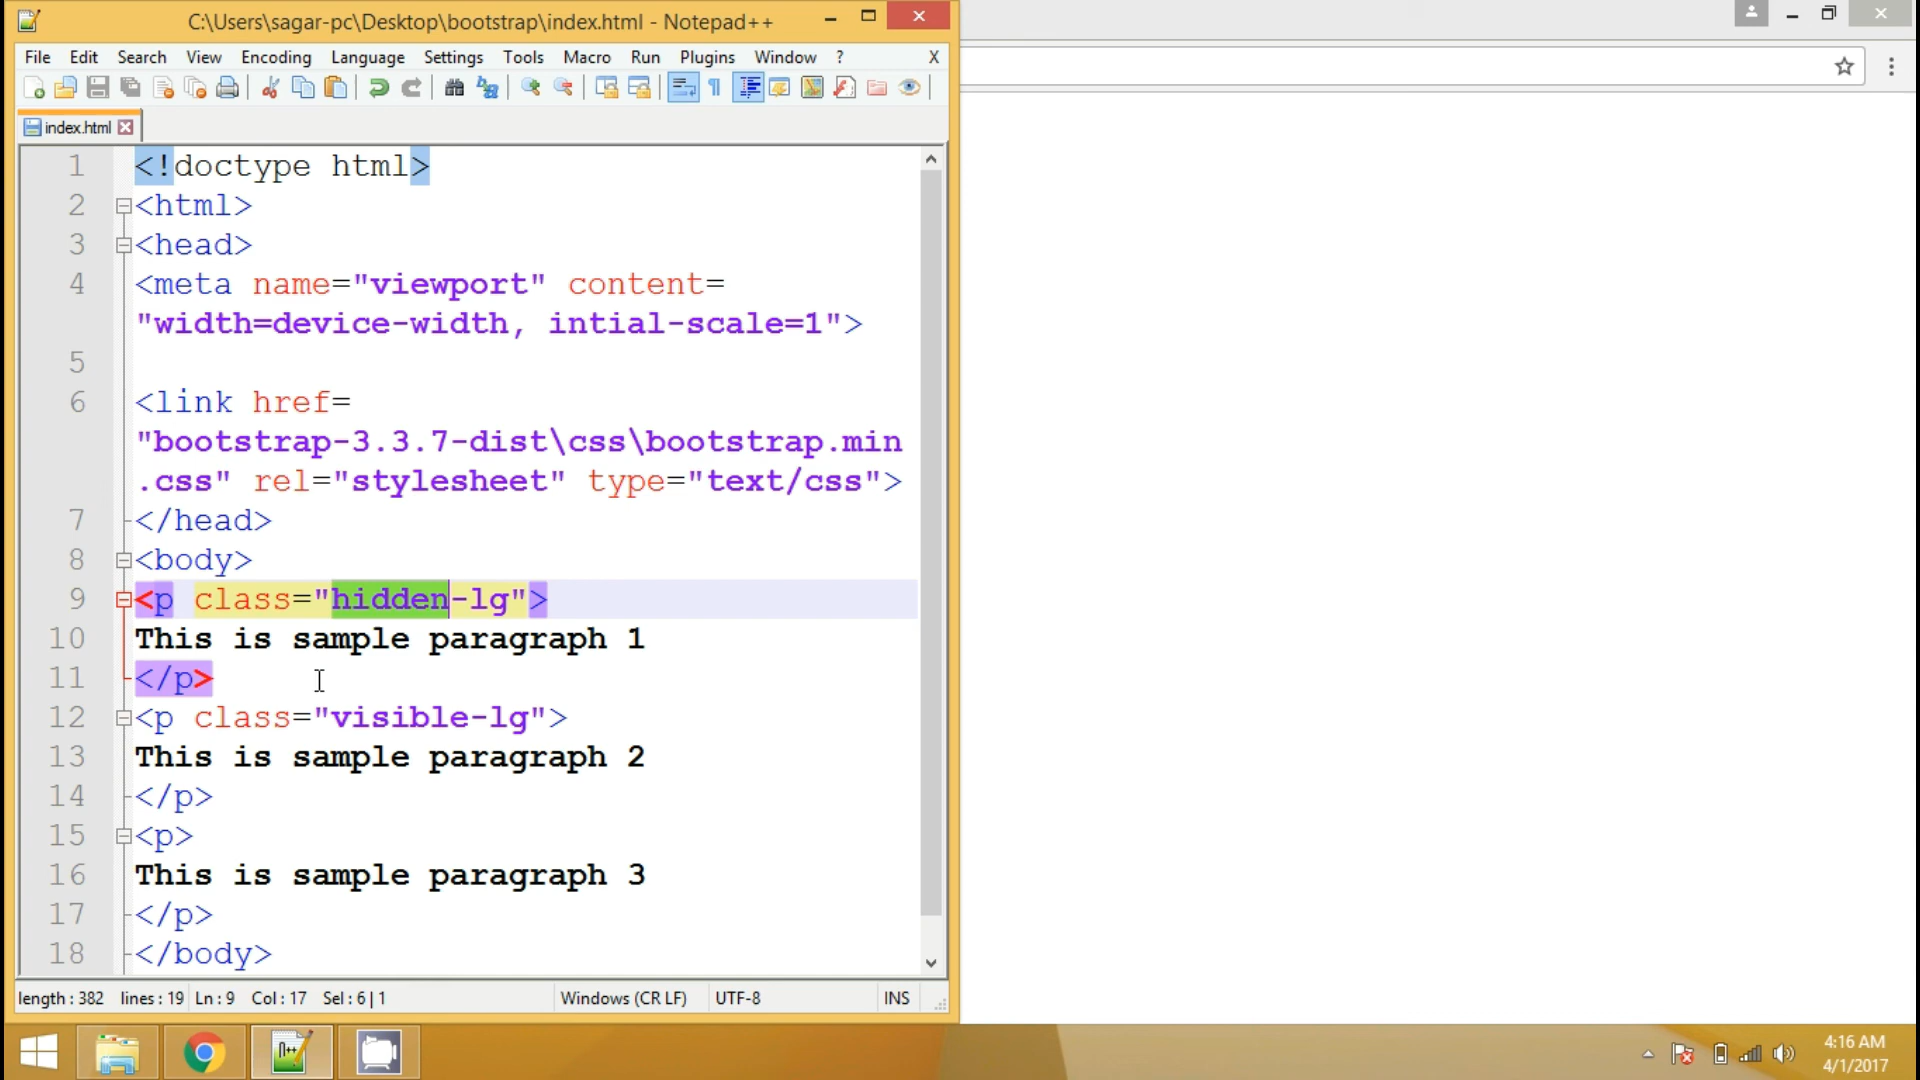 C:\Users\sagar-pc\Desktop\bootstrap\index.html - Notepad++
File Edit Search View Encoding Language Settings Tools Macro Run Plugins Window ? X
index.html
1 <!doctype html>
2 <html>
3 <head>
4 <meta name="viewport" content=
"width=device-width, intial-scale=1">
5
6 <link href=
"bootstrap-3.3.7-dist\css\bootstrap.min
.css" rel="stylesheet" type="text/css">
7 </head>
8 <body>
9 <p class="hidden-lg">
10 This is sample paragraph 1
11 </p>
12 <p class="visible-lg">
13 This is sample paragraph 2
14 </p>
15 <p>
16 This is sample paragraph 3
17 </p>
18 </body>
length : 382 lines : 19 Ln : 9 Col : 17 Sel : 6 | 1 Windows (CR LF) UTF-8 INS
4:16 AM
4/1/2017